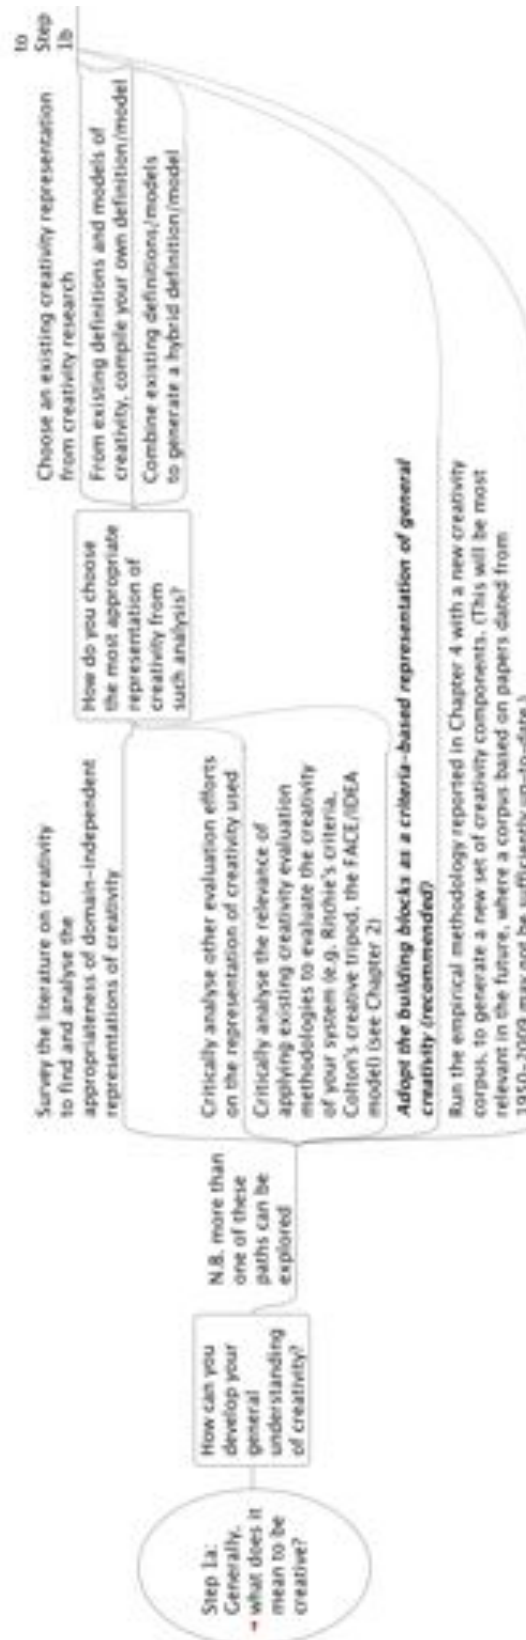 Step 1a:
Generally,
what does it
mean to be
creative?
How can you
develop your
general
understanding
of creativity?
N.B. more than
one of these
paths can be
explored
Survey the literature on creativity
to find and analyse the
appropriateness of domain-independent
representations of creativity
Critically analyse other evaluation efforts
on the representation of creativity used
Critically analyse the relevance of
applying existing creativity evaluation
methodologies to evaluate the creativity
of your system (e.g. Ritchie's criteria,
Colton's creative tripod, the FACE/IDEA
model) (see Chapter 2)
Adopt the building blocks as a criteria-based representation of general
creativity (recommended)
Run the empirical methodology reported in Chapter 4 with a new creativity
corpus, to generate a new set of creativity components. (This will be most
relevant in the future, where a corpus based on papers dated from
1950-2009 may not be sufficiently up-to-date.)
How do you choose
the most appropriate
representation of
creativity from
such analysis?
Choose an existing creativity representation
from creativity research
From existing definitions and models of
creativity, compile your own definition/model
Combine existing definitions/models
to generate a hybrid definition/model
to
Step
1b